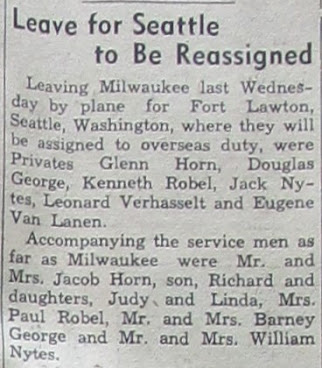 Leave for Seattle
to Be Reassigned
Leaving Milwaukee last Wednes-
day by plane for Fort Lawton,
Seattle, Washington, where they will
be assigned to overseas duty, were
Privates Glenn Horn, Douglas
George, Kenneth Robel, Jack Ny-
tes, Leonard Verhasselt and Eugene
Van Lanen.
Accompanying the service men as
far as Milwaukee were Mr. and
Mrs. Jacob Horn, son, Richard and
daughters, Judy and Linda, Mrs.
Paul Robel, Mr. and Mrs. Barney
George and Mr. and Mrs. William
Nytes.